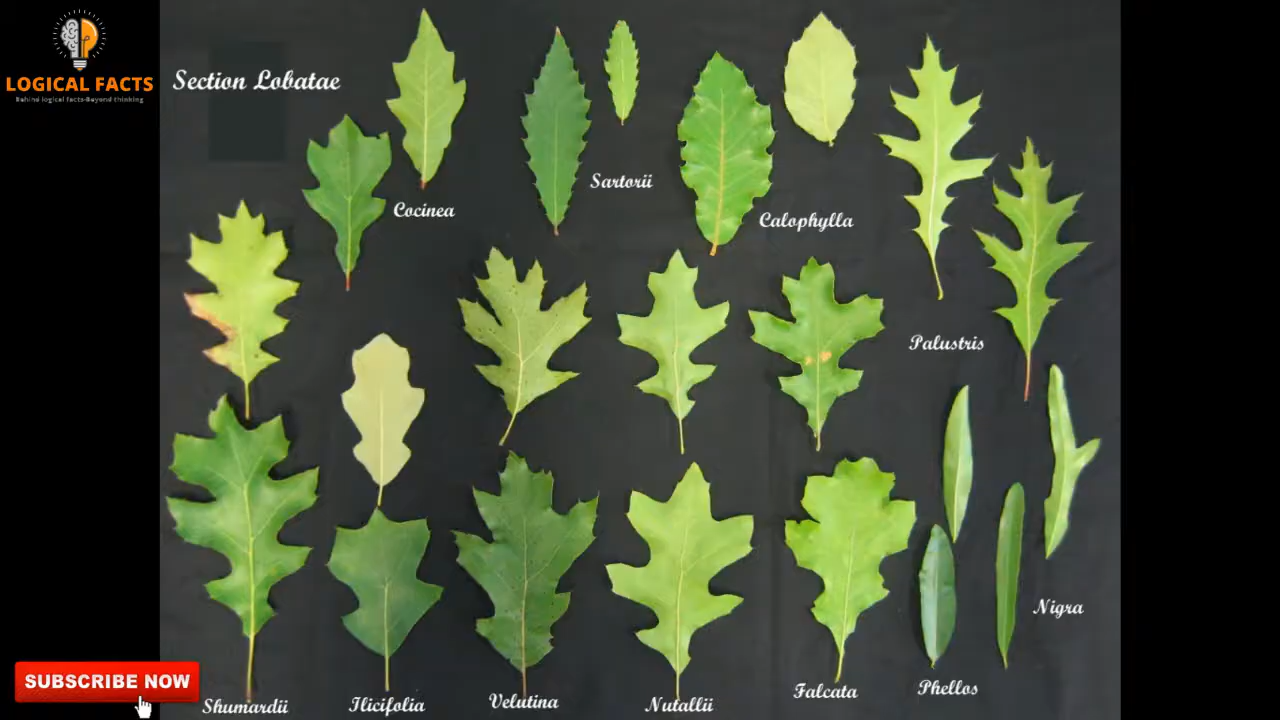 LOGICAL FACTS
Behind logical facts-Beyond thinking
Section Lobatae
Sartorii
Cocinea
Calophylla
Palustris
Nigra
Shumardii
Ilicifolia
Velutina
Nutallii
Falcata
Phellos
SUBSCRIBE NOW